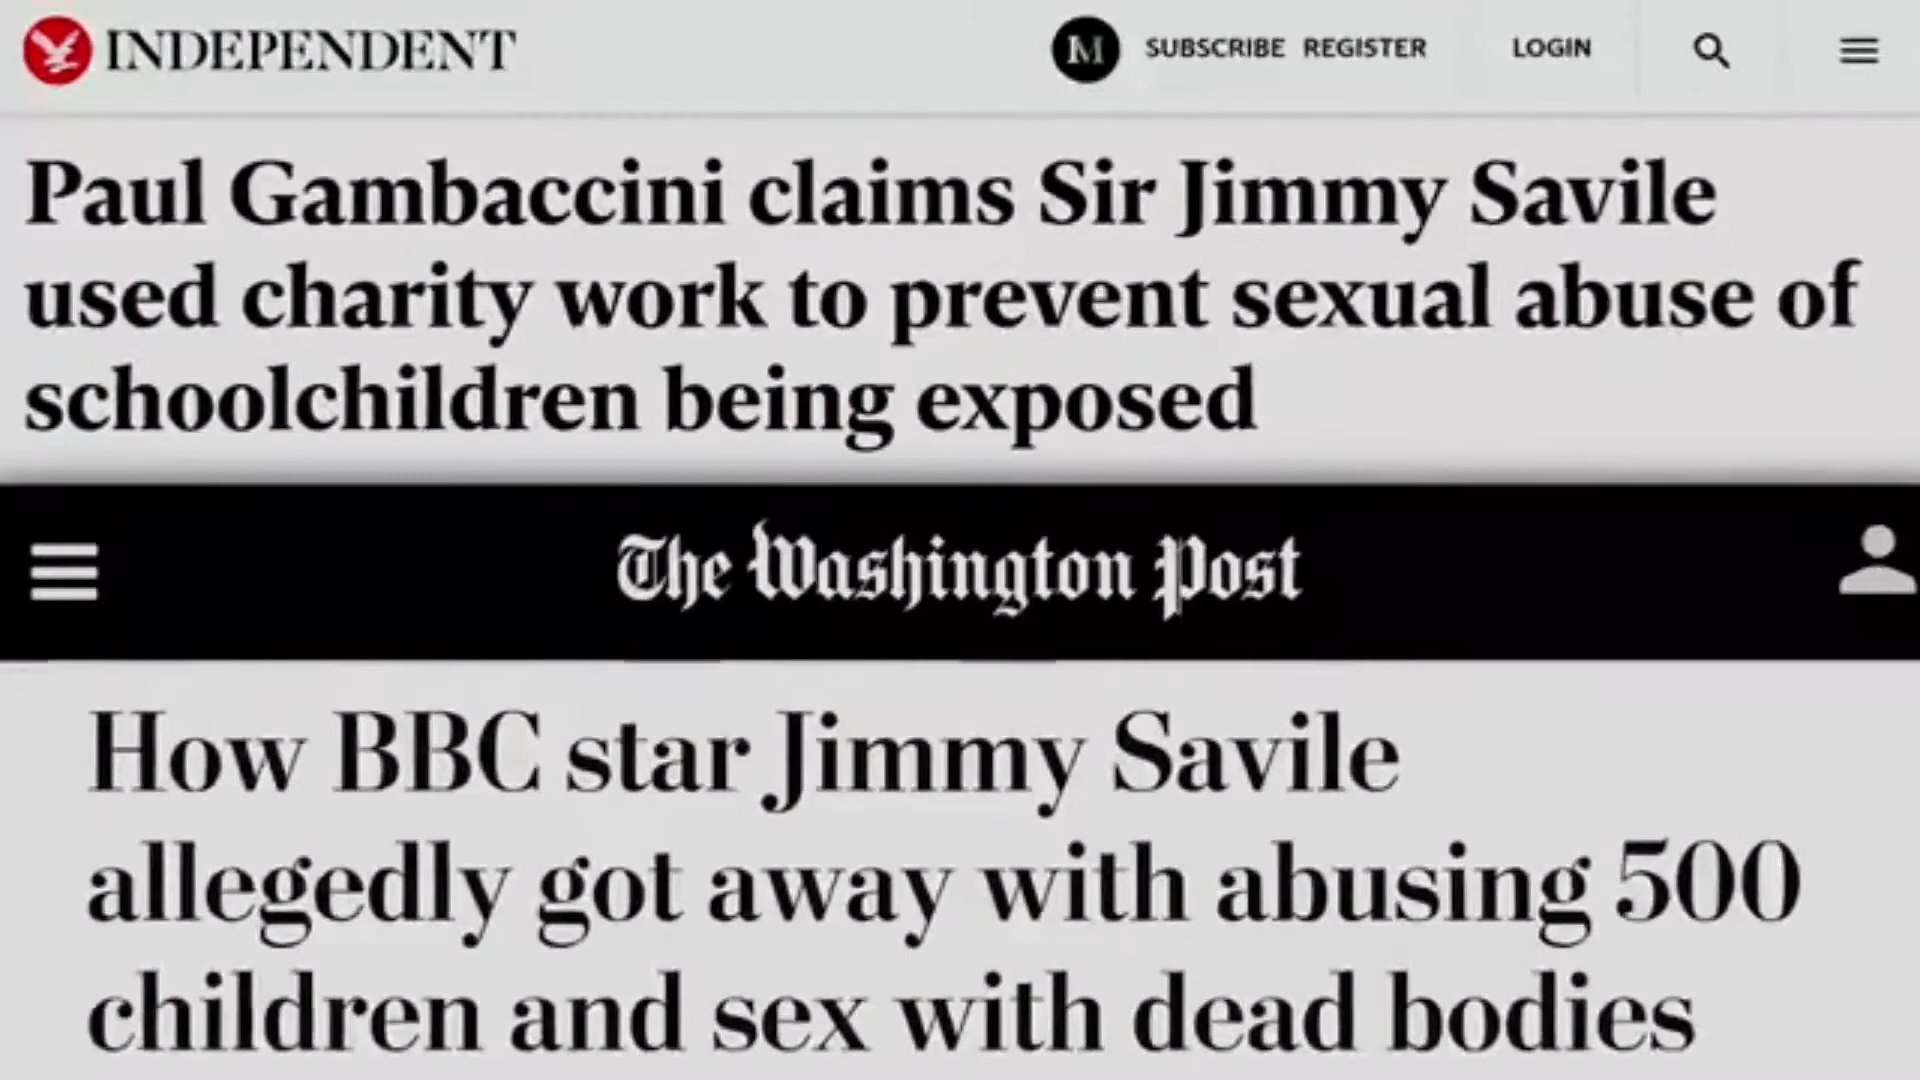 INDEPENDENT
M SUBSCRIBE REGISTER LOGIN
Paul Gambaccini claims Sir Jimmy Savile
used charity work to prevent sexual abuse of
schoolchildren being exposed
The Washington Post
How BBC star Jimmy Savile
allegedly got away with abusing 500
children and sex with dead bodies